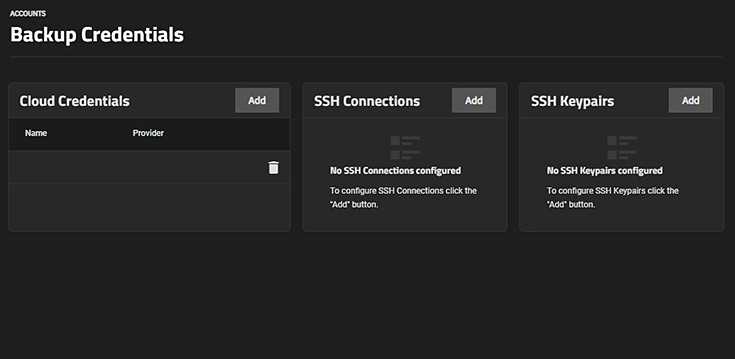 ACCOUNTS
Backup Credentials
Cloud Credentials
Add
Name
Provider
SSH Connections
Add
No SSH Connections configured
To configure SSH Connections click the
"Add" button.
SSH Keypairs
Add
No SSH Keypairs configured
To configure SSH Keypairs click the
"Add" button.